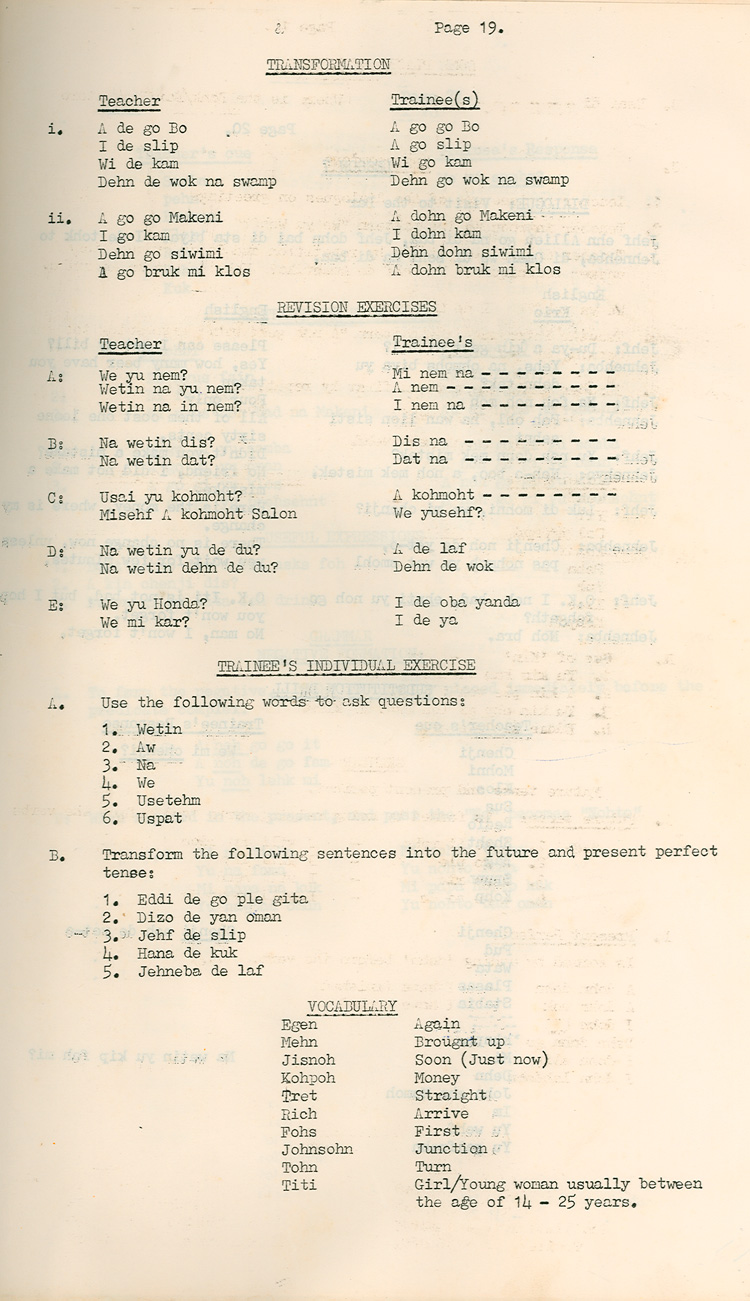 Page 19.
TRANSFORMATION
Teacher Trainee(s)
i. A de go Bo A go go Bo
I de slip A go slip
Wi de kam Wi go kam
Dehn de wok na swamp Dehn go wok na swamp
ii. A go go Makeni A dohn go Makeni
I go kam I dohn kam
Dehn go siwimi Dehn dohn siwimi
A go bruk mi klos A dohn bruk mi klos
REVISION EXERCISES
Teacher Trainee's
A: We yu nem? Mi nem na - - - - - - - - -
Wetin na yu nem? A nem - - - - - - - - - -
Wetin na in nem? I nem na - - - - - - - - -
B: Na wetin dis? Dis na - - - - - - - - - -
Na wetin dat? Dat na - - - - - - - - - -
C: Usai yu kohmoht? A kohmoht - - - - - - - -
Misehf A kohmoht Salon We yusehf?
D: Na wetin yu de du? A de laf
Na wetin dehn de du? Dehn de wok
E: We yu Honda? I de oba yanda
We mi kar? I de ya
TRAINEE'S INDIVIDUAL EXERCISE
A. Use the following words to ask questions:
1. Wetin
2. Aw
3. Na
4. We
5. Usetehm
6. Uspat
B. Transform the following sentences into the future and present perfect
tense:
1. Eddi de go ple gita
2. Dizo de yan oman
3. Jehf de slip
4. Hana de kuk
5. Jehneba de laf
VOCABULARY
Egen Again
Mehn Brought up
Jisnoh Soon (Just now)
Kohpoh Money
Tret Straight
Rich Arrive
Fohs First
Johnsohn Junction
Tohn Turn
Titi Girl/Young woman usually between
the age of 14 - 25 years.